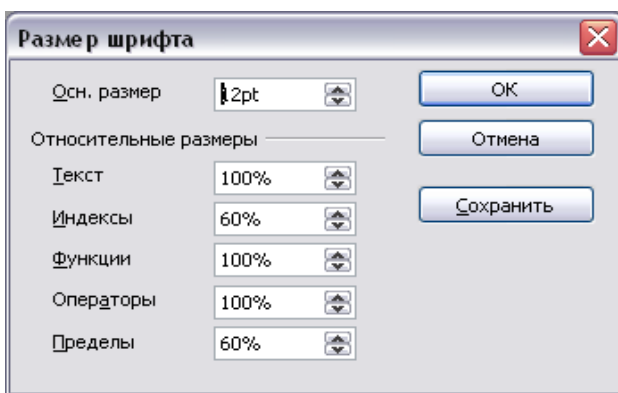 Размер шрифта
Осн. размер 12pt ОК
Относительные размеры Отмена
Текст 100%
Индексы 60% Сохранить
Функции 100%
Операторы 100%
Пределы 60%